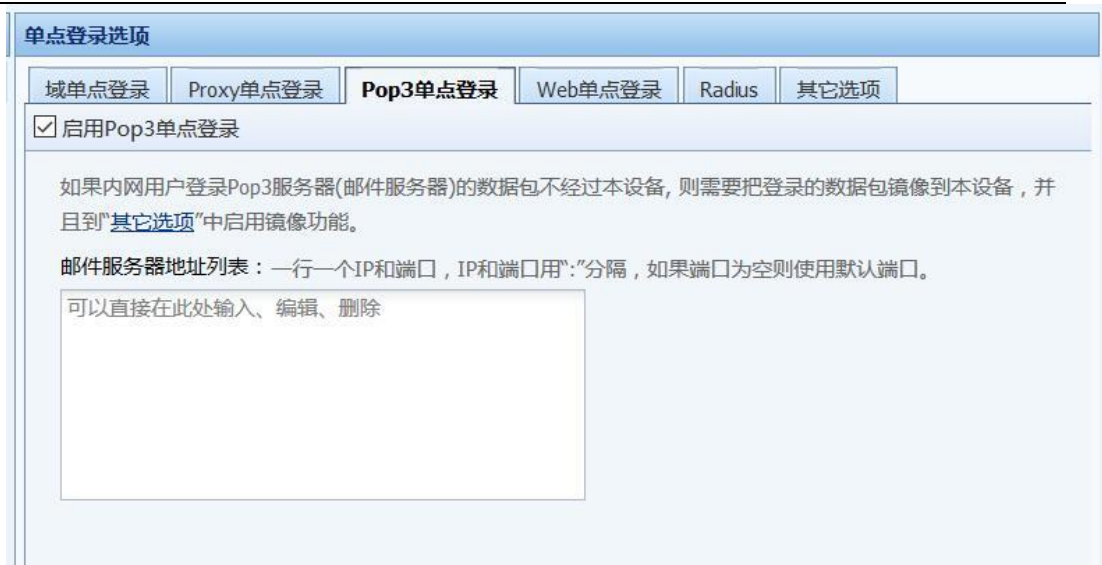 单点登录选项
域单点登录 Proxy单点登录 Pop3单点登录 Web单点登录 Radius 其它选项
启用Pop3单点登录
如果内网用户登录Pop3服务器(邮件服务器)的数据包不经过本设备, 则需要把登录的数据包镜像到本设备，并
且到"其它选项"中启用镜像功能。
邮件服务器地址列表：一行一个IP和端口，IP和端口用":"分隔，如果端口为空则使用默认端口。
可以直接在此处输入、编辑、删除